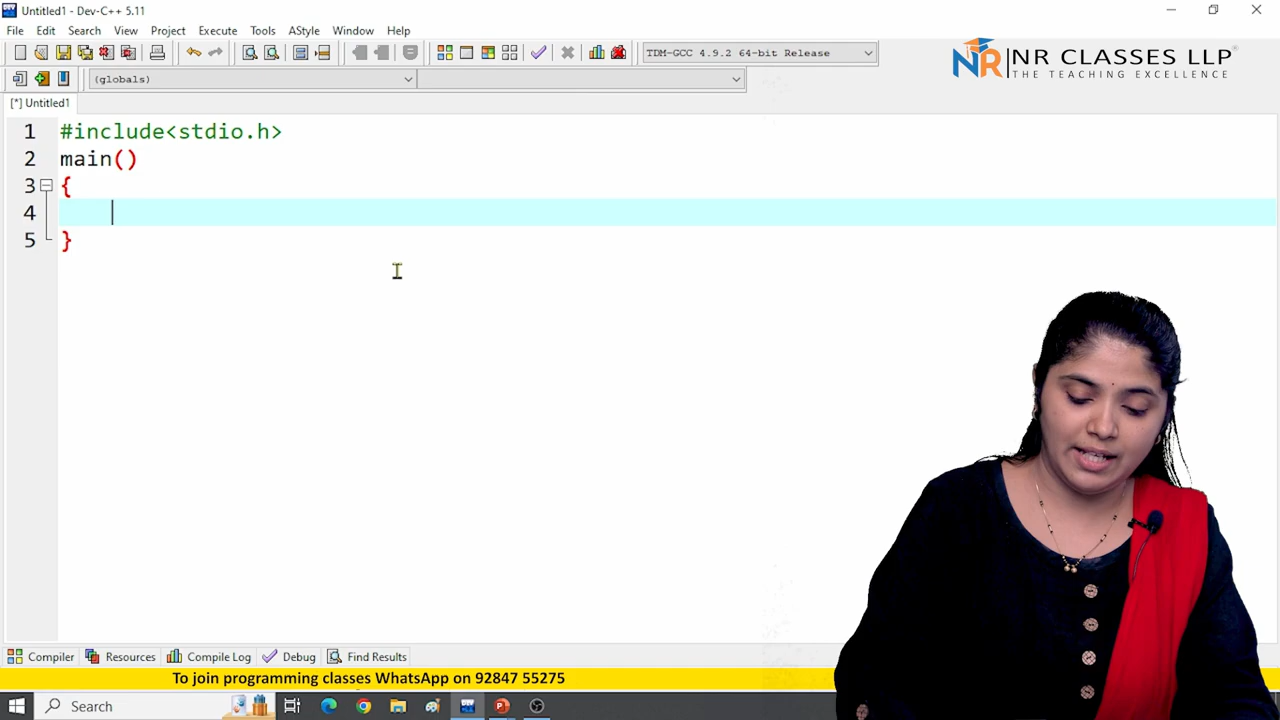 Untitled1 - Dev-C++ 5.11
File Edit Search View Project Execute Tools AStyle Window Help
TDM-GCC 4.9.2 64-bit Release
NR NR CLASSES LLP®
THE TEACHING EXCELLENCE
(globals)
[*] Untitled1
1 #include<stdio.h>
2 main()
3 {
4
5 }
Compiler Resources Compile Log Debug Find Results
To join programming classes WhatsApp on 92847 55275
Search